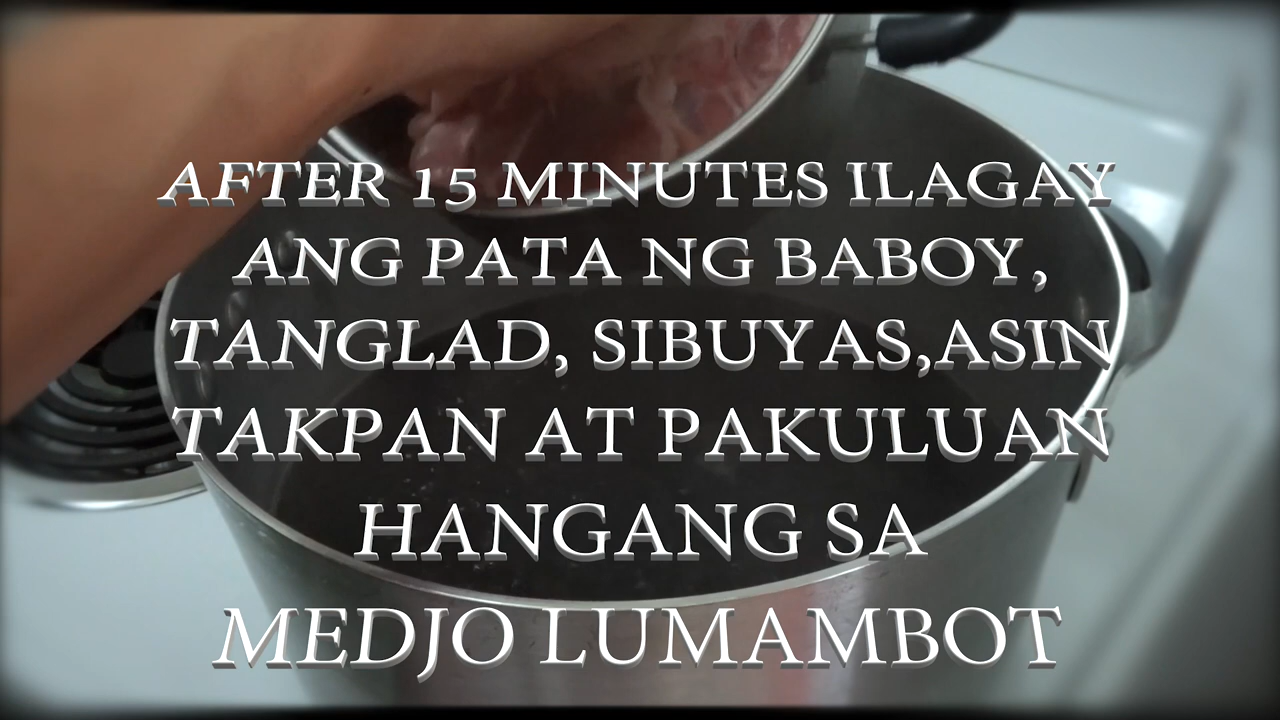 AFTER 15 MINUTES ILAGAY
ANG PATA NG BABOY,
TANGLAD, SIBUYAS,ASIN
TAKPAN AT PAKULUAN
HANGANG SA
MEDJO LUMAMBOT